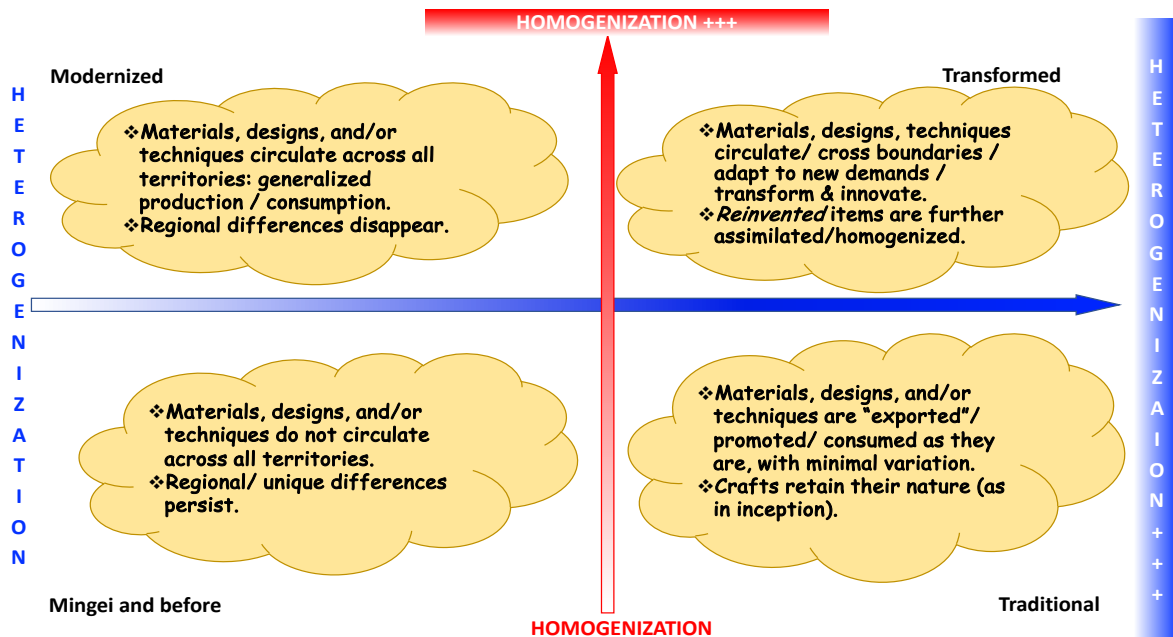 HOMOGENIZATION +++
Modernized
Transformed
HETEROGENIZATION
❖Materials, designs, and/or
techniques circulate across all
territories: generalized
production / consumption.
❖Regional differences disappear.
❖Materials, designs, techniques
circulate/ cross boundaries /
adapt to new demands /
transform & innovate.
❖Reinvented items are further
assimilated/homogenized.
HETEROGENIZAION+++
❖Materials, designs, and/or
techniques do not circulate
across all territories.
❖Regional/ unique differences
persist.
❖Materials, designs, and/or
techniques are “exported”/
promoted/ consumed as they
are, with minimal variation.
❖Crafts retain their nature (as
in inception).
Mingei and before
Traditional
HOMOGENIZATION